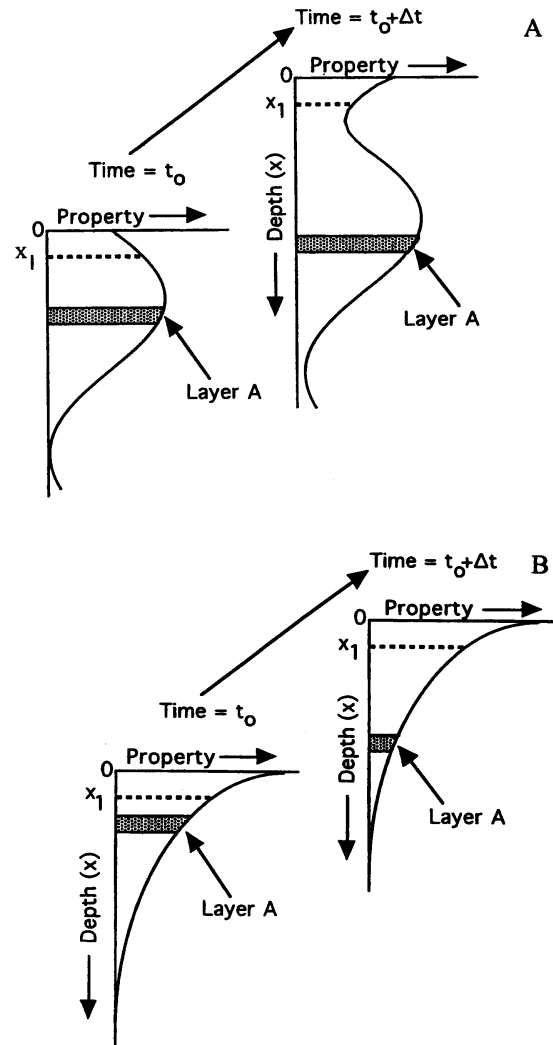 A
Time = t₀+Δt
0
Property
x₁
Depth (x)
Layer A
Time = t₀
0
Property
x₁
Layer A
B
Time = t₀+Δt
0
Property
x₁
Depth (x)
Layer A
Time = t₀
0
Property
x₁
Depth (x)
Layer A